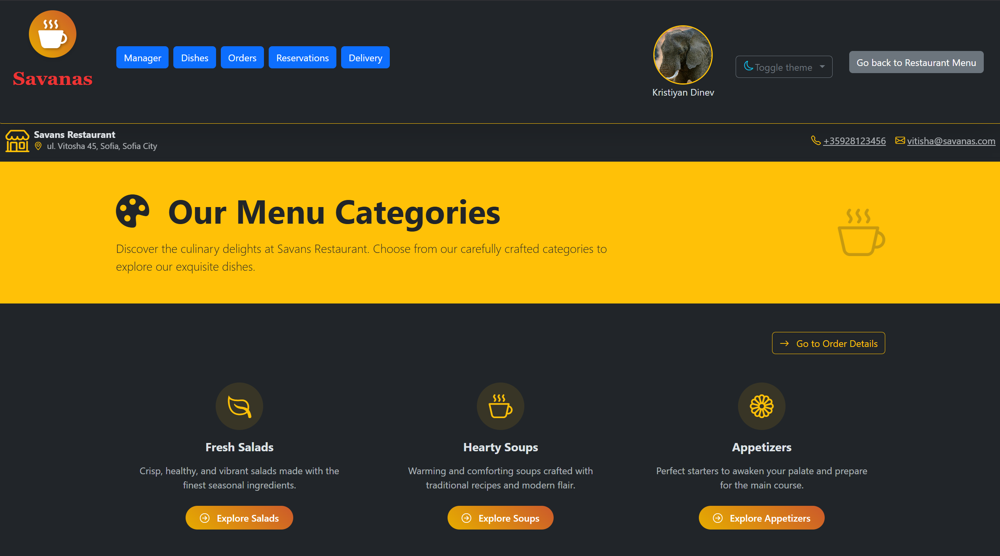 Savanas
Manager
Dishes
Orders
Reservations
Delivery
Kristiyan Dinev
Toggle theme
Go back to Restaurant Menu
Savans Restaurant
ul. Vitosha 45, Sofia, Sofia City
+35928123456
vitisha@savanas.com
Our Menu Categories
Discover the culinary delights at Savans Restaurant. Choose from our carefully crafted categories to
explore our exquisite dishes.
Go to Order Details
Fresh Salads
Crisp, healthy, and vibrant salads made with the
finest seasonal ingredients.
Explore Salads
Hearty Soups
Warming and comforting soups crafted with
traditional recipes and modern flair.
Explore Soups
Appetizers
Perfect starters to awaken your palate and prepare
for the main course.
Explore Appetizers